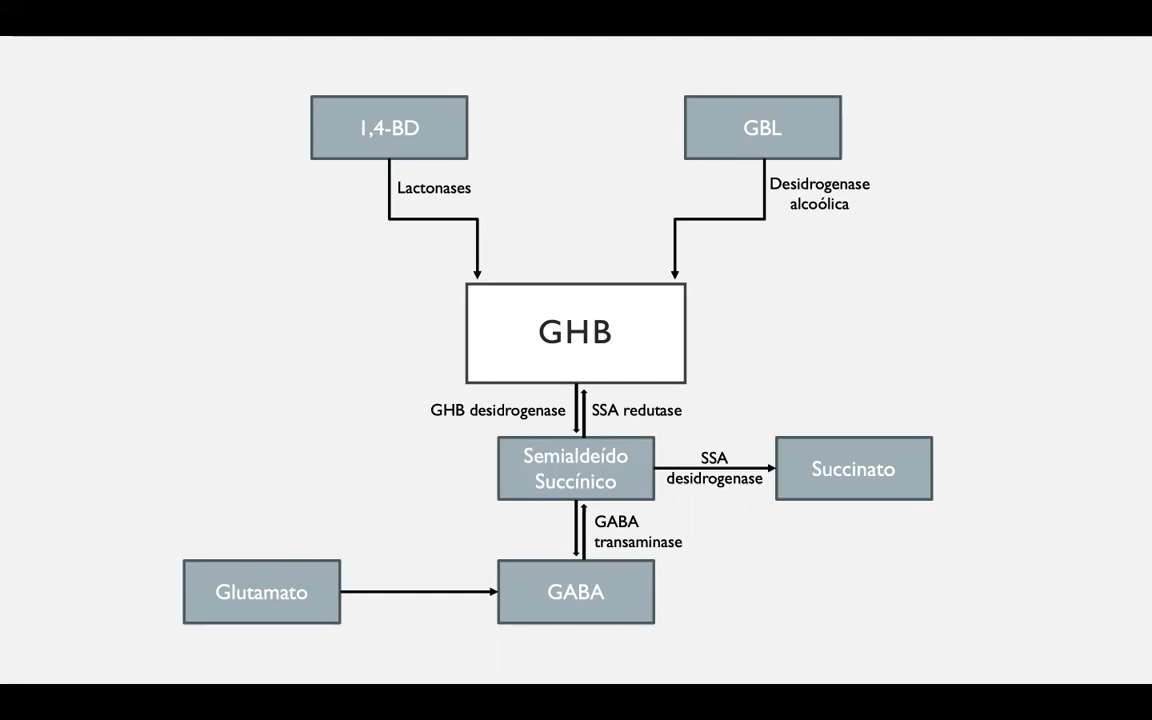 1,4-BD
GBL
Lactonases
Desidrogenase
alcoólica
GHB
GHB desidrogenase
SSA redutase
Semialdeído
Succínico
SSA
desidrogenase
Succinato
GABA
transaminase
Glutamato
GABA